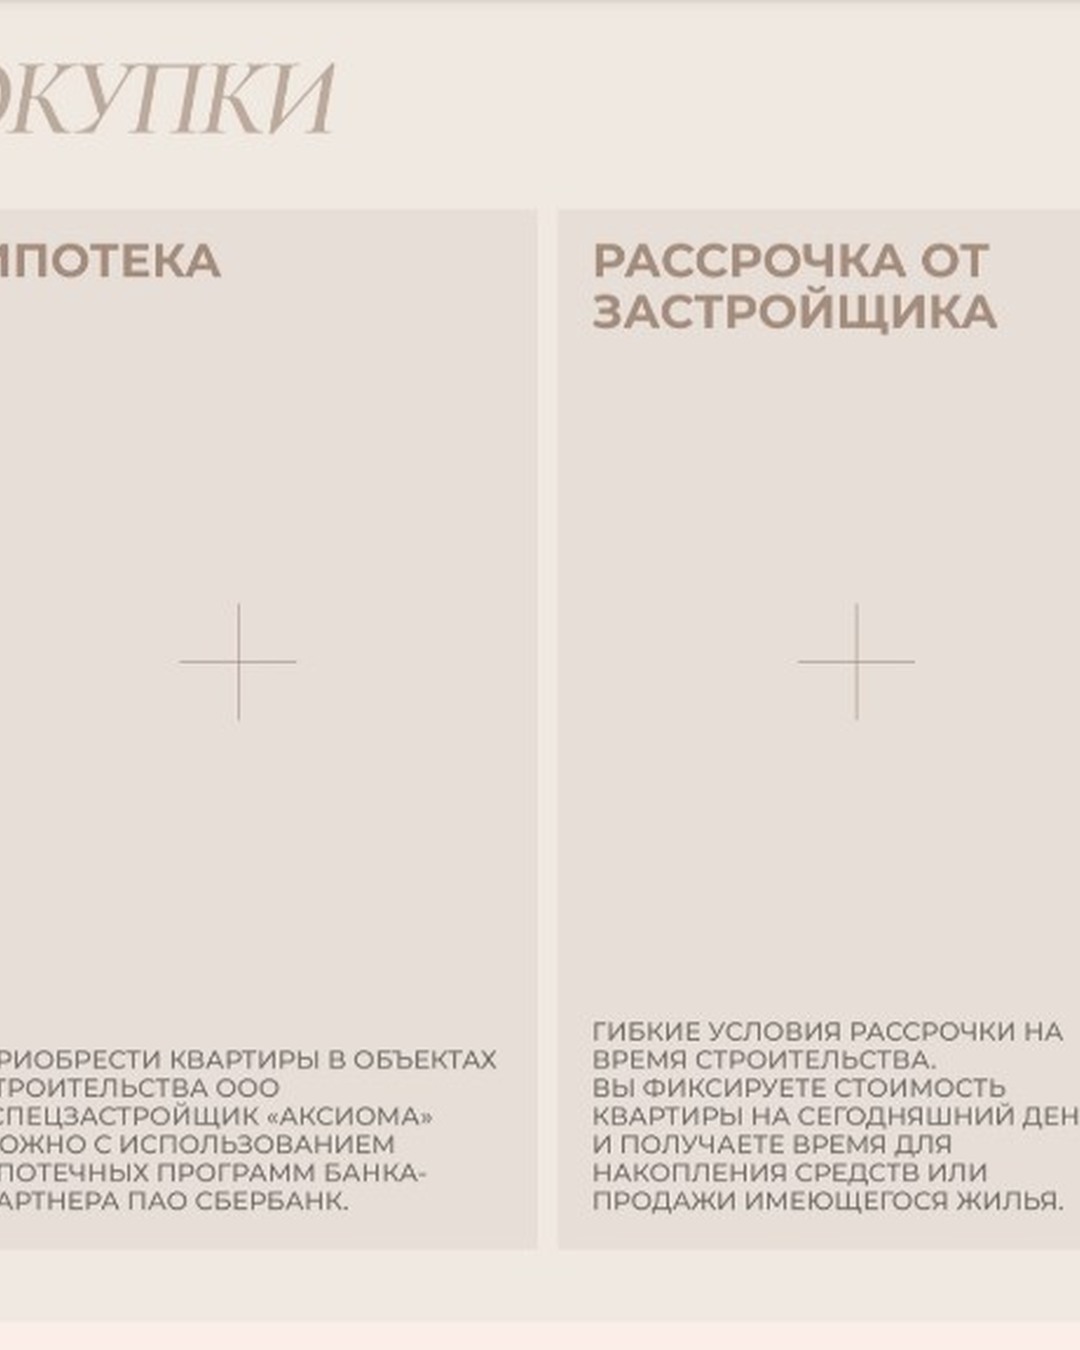 ОКУПКИ
ИПОТЕКА
РИОБРЕСТИ КВАРТИРЫ В ОБЪЕКТАХ
ТРОИТЕЛЬСТВА ООО
СПЕЦЗАСТРОЙЩИК «АКСИОМА»
ОЖНО С ИСПОЛЬЗОВАНИЕМ
ПОТЕЧНЫХ ПРОГРАММ БАНКА-
АРТНЕРА ПАО СБЕРБАНК.
РАССРОЧКА ОТ
ЗАСТРОЙЩИКА
ГИБКИЕ УСЛОВИЯ РАССРОЧКИ НА
ВРЕМЯ СТРОИТЕЛЬСТВА.
ВЫ ФИКСИРУЕТЕ СТОИМОСТЬ
КВАРТИРЫ НА СЕГОДНЯШНИЙ ДЕН
И ПОЛУЧАЕТЕ ВРЕМЯ ДЛЯ
НАКОПЛЕНИЯ СРЕДСТВ ИЛИ
ПРОДАЖИ ИМЕЮЩЕГОСЯ ЖИЛЬЯ.